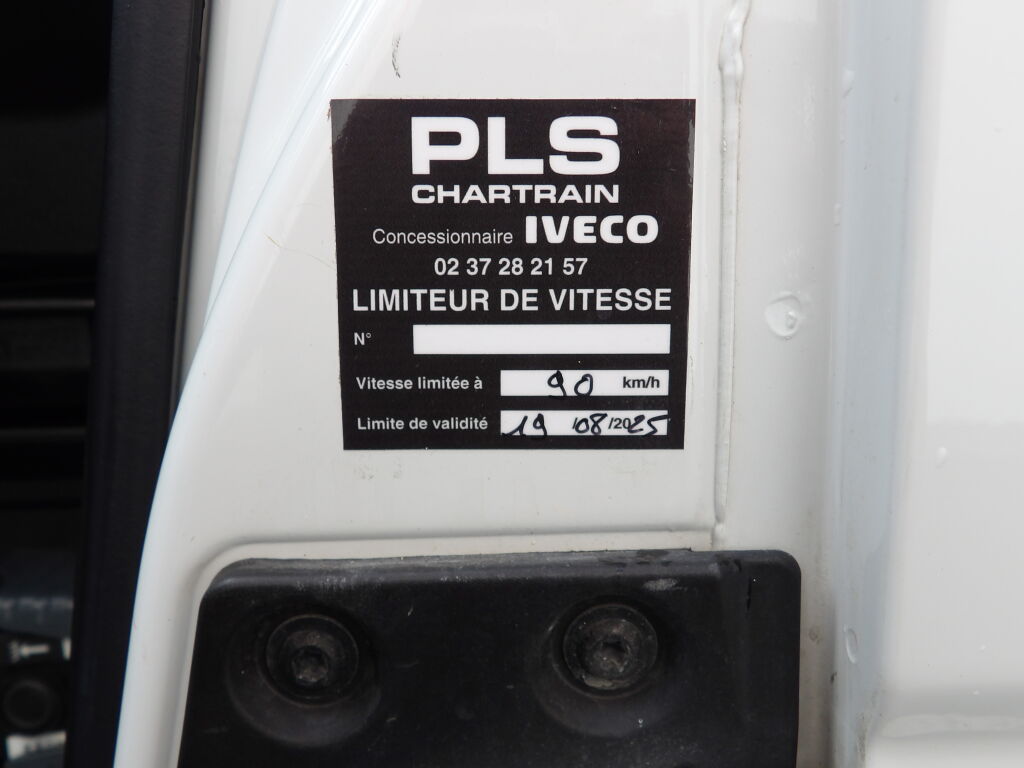 PLS
CHARTRAIN
Concessionnaire IVECO
02 37 28 21 57
LIMITEUR DE VITESSE
N°
Vitesse limitée à 90 km/h
Limite de validité 19/08/2025